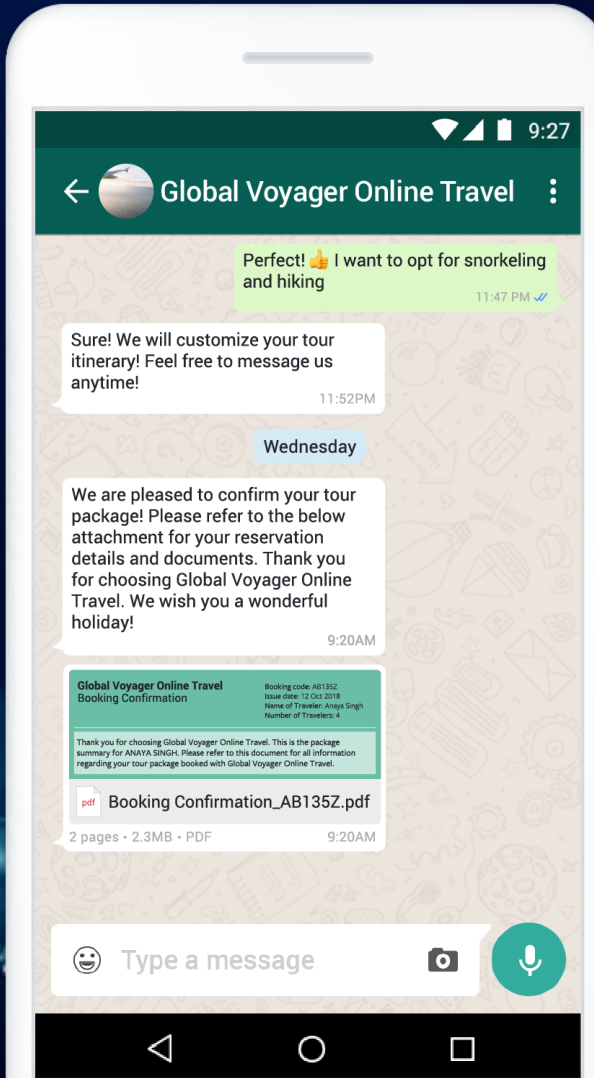 9:27
Global Voyager Online Travel
Perfect! 👍 I want to opt for snorkeling
and hiking
11:47 PM
Sure! We will customize your tour
itinerary! Feel free to message us
anytime!
11:52PM
Wednesday
We are pleased to confirm your tour
package! Please refer to the below
attachment for your reservation
details and documents. Thank you
for choosing Global Voyager Online
Travel. We wish you a wonderful
holiday!
9:20AM
Global Voyager Online Travel
Booking Confirmation
Booking code: AB135Z
Issue date: 12 Oct 2018
Name of Traveler: Anaya Singh
Number of Travelers: 4
Thank you for choosing Global Voyager Online Travel. This is the package
summary for ANAYA SINGH. Please refer to this document for all information
regarding your tour package booked with Global Voyager Online Travel.
pdf Booking Confirmation_AB135Z.pdf
2 pages • 2.3MB • PDF 9:20AM
Type a message